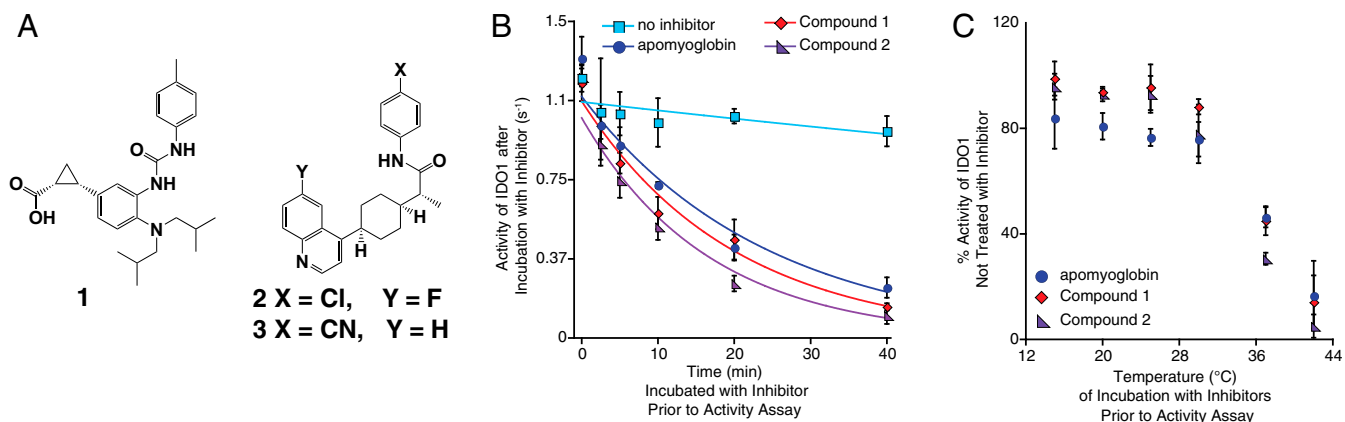 A
O
OH
O
NH
NH
N
1
X
HN
O
Y
H
H
N
2 X = Cl, Y = F
3 X = CN, Y = H
B
no inhibitor
apomyoglobin
Compound 1
Compound 2
Activity of IDO1 after
Incubation with Inhibitor (s⁻¹)
1.5
1.1
0.75
0.37
0
0 10 20 30 40
Time (min)
Incubated with Inhibitor
Prior to Activity Assay
C
% Activity of IDO1
Not Treated with Inhibitor
120
80
40
0
apomyoglobin
Compound 1
Compound 2
12 20 28 36 44
Temperature (°C)
of Incubation with Inhibitors
Prior to Activity Assay